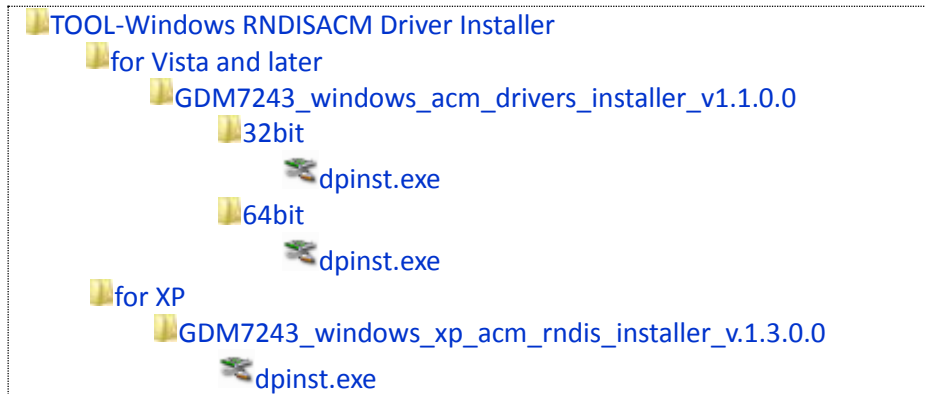 TOOL-Windows RNDISACM Driver Installer
for Vista and later
GDM7243_windows_acm_drivers_installer_v1.1.0.0
32bit
dpinst.exe
64bit
dpinst.exe
for XP
GDM7243_windows_xp_acm_rndis_installer_v.1.3.0.0
dpinst.exe